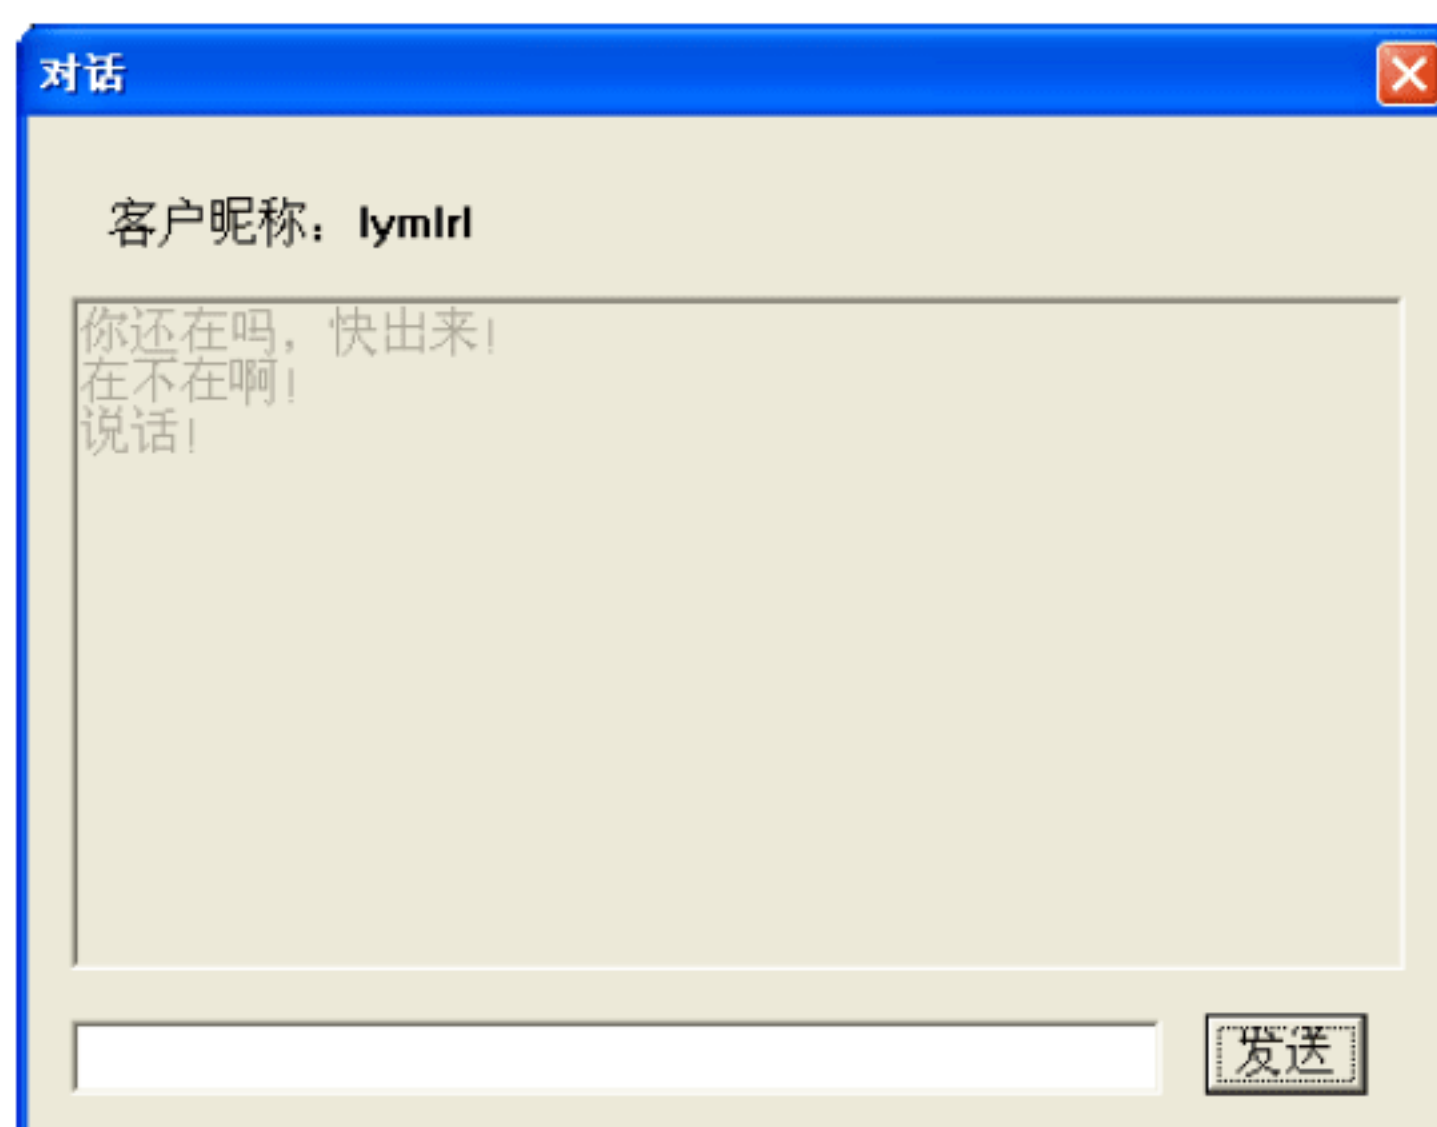 对话
客户昵称：lymlrl
你还在吗，快出来！
在不在啊！
说话！
发送